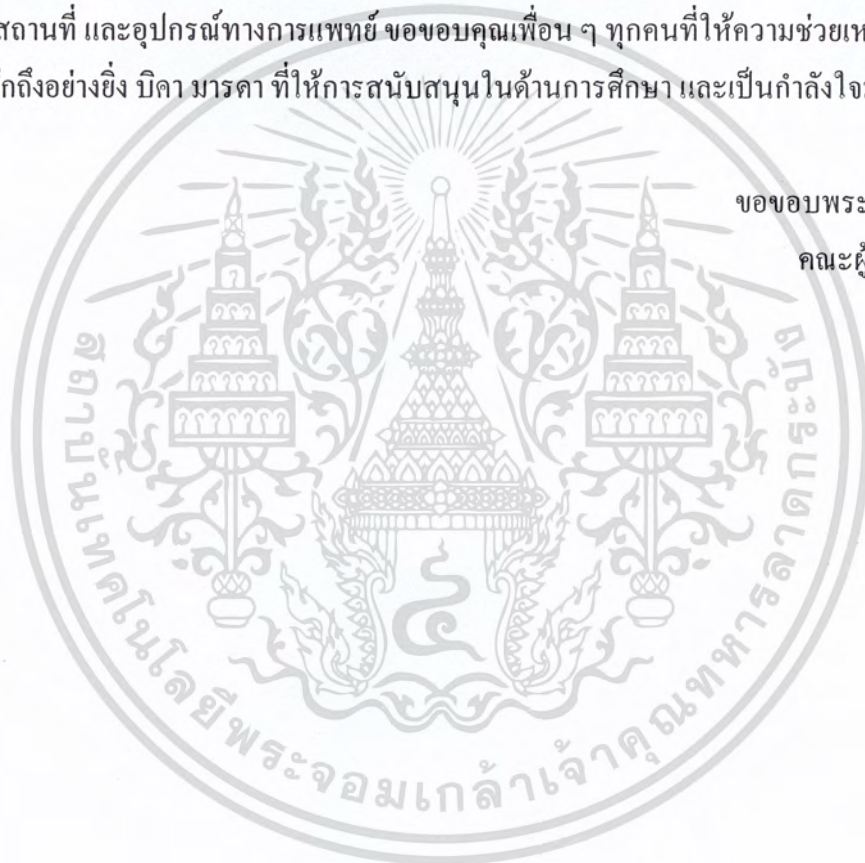 สถานที่ และอุปกรณ์ทางการแพทย์ ขอขอบคุณเพื่อน ๆ ทุกคนที่ให้ความช่วยเห
กถึงอย่างยิ่ง บิดา มารดา ที่ให้การสนับสนุนในด้านการศึกษา และเป็นกำลังใจ
ขอขอบพระ
คณะผู้
๔
สถาบันเทคโนโลยีพระจอมเกล้าเจ้าคุณทหารลาดกระบัง